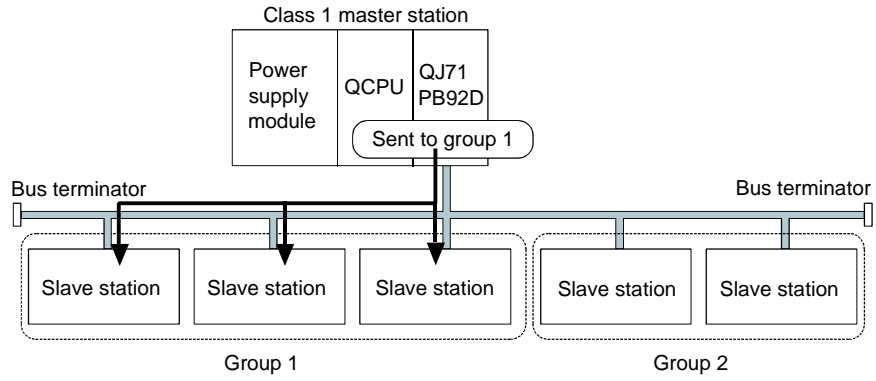 Class 1 master station
Power
supply
module
QCPU
QJ71
PB92D
Sent to group 1
Bus terminator
Bus terminator
Slave station
Slave station
Slave station
Slave station
Slave station
Group 1
Group 2